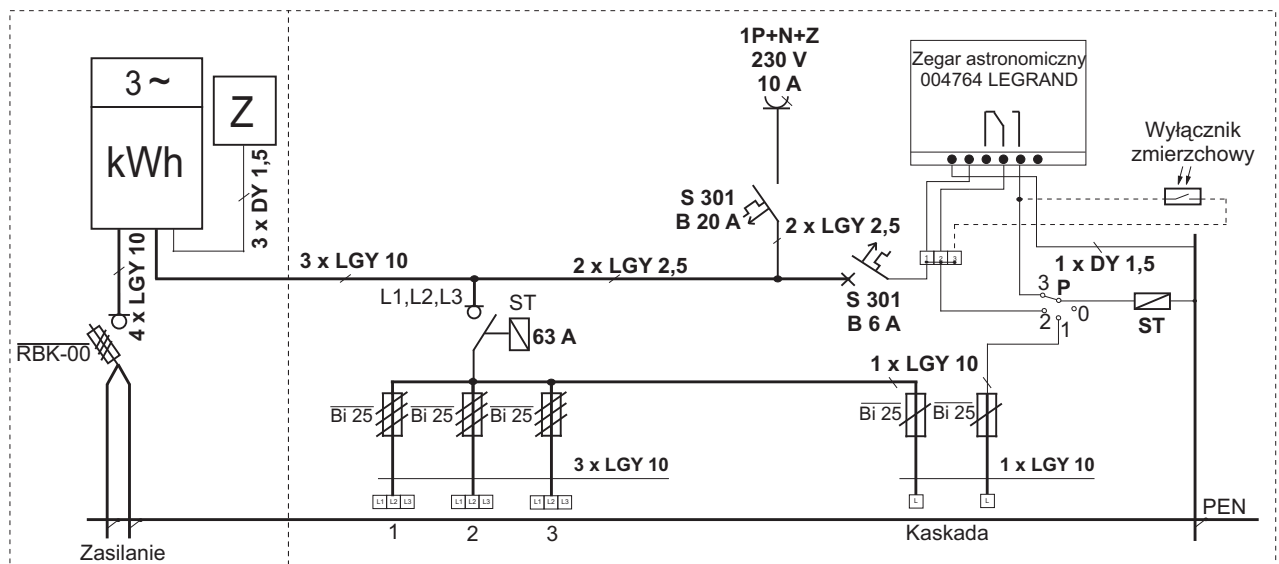 3 ~
kWh
Z
3 x DY 1,5
4 x LGY 10
RBK-00
Zasilanie
3 x LGY 10
L1,L2,L3
ST
63 A
2 x LGY 2,5
1P+N+Z
230 V
10 A
S 301
B 20 A
2 x LGY 2,5
S 301
B 6 A
Zegar astronomiczny
004764 LEGRAND
Wyłącznik
zmierzchowy
1 2 3
1 x DY 1,5
3 P
2
1
°0
ST
1 x LGY 10
Bi 25
Bi 25
Bi 25
Bi 25
Bi 25
3 x LGY 10
1 x LGY 10
L1 L2 L3
L1 L2 L3
L1 L2 L3
L
L
1
2
3
Kaskada
PEN